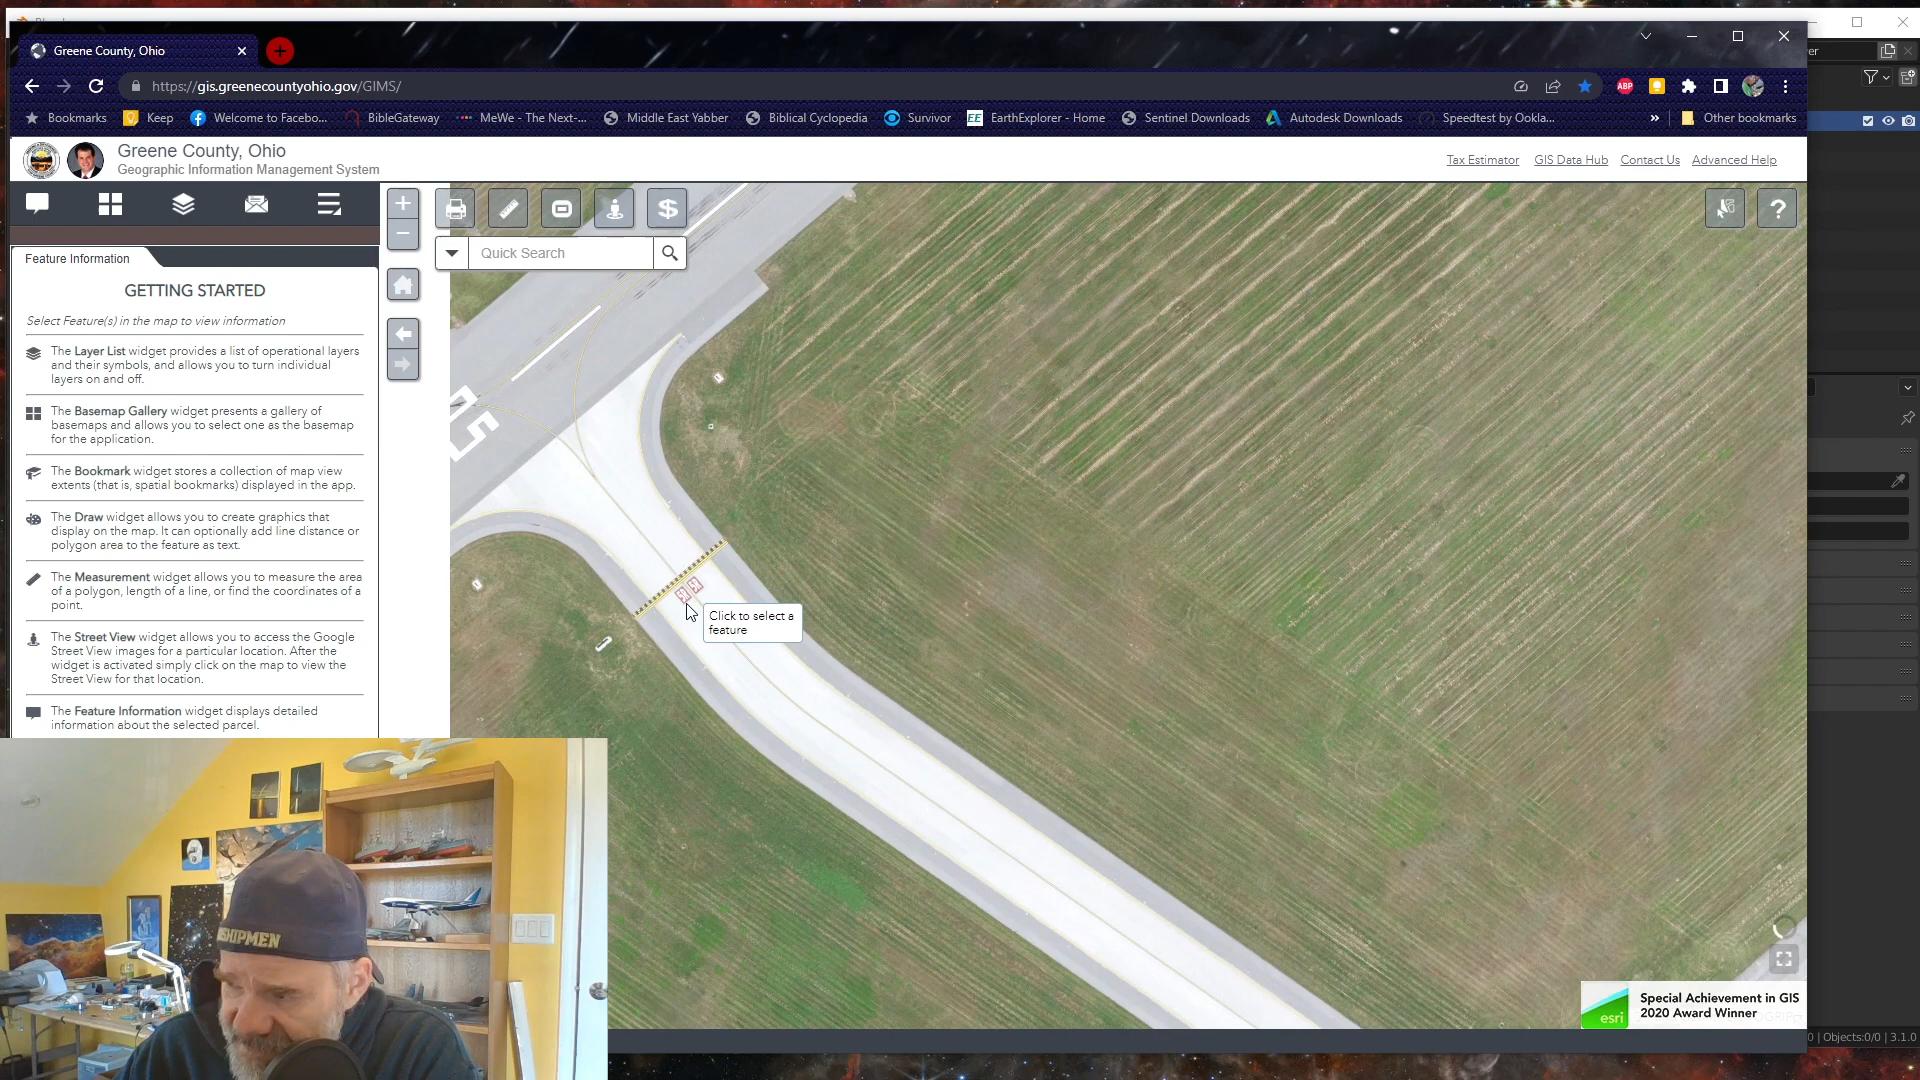 Greene County, Ohio
er
https://gis.greenecountyohio.gov/GIMS/
ABP
Bookmarks
Keep
Welcome to Facebo...
BibleGateway
MeWe - The Next-...
Middle East Yabber
Biblical Cyclopedia
Survivor
EE
EarthExplorer - Home
Sentinel Downloads
Autodesk Downloads
Speedtest by Ookla...
»
Other bookmarks
Greene County, Ohio
Geographic Information Management System
Tax Estimator
GIS Data Hub
Contact Us
Advanced Help
Quick Search
Feature Information
GETTING STARTED
Select Feature(s) in the map to view information
The Layer List widget provides a list of operational layers
and their symbols, and allows you to turn individual
layers on and off.
The Basemap Gallery widget presents a gallery of
basemaps and allows you to select one as the basemap
for the application.
The Bookmark widget stores a collection of map view
extents (that is, spatial bookmarks) displayed in the app.
The Draw widget allows you to create graphics that
display on the map. It can optionally add line distance or
polygon area to the feature as text.
The Measurement widget allows you to measure the area
of a polygon, length of a line, or find the coordinates of a
point.
The Street View widget allows you to access the Google
Street View images for a particular location. After the
widget is activated simply click on the map to view the
Street View for that location.
The Feature Information widget displays detailed
information about the selected parcel.
Click to select a
feature
SHIPMEN
esri
Special Achievement in GIS
2020 Award Winner
0 | Objects:0/0 | 3.1.0